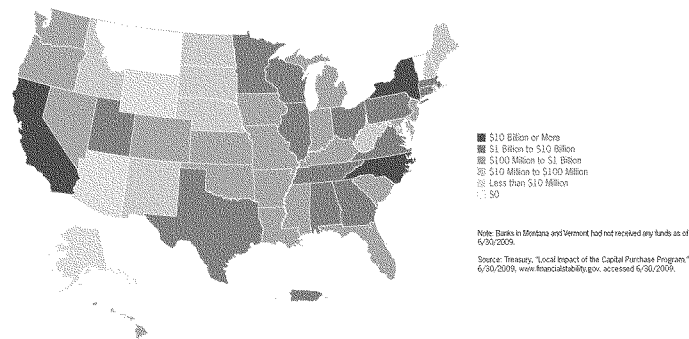 $10 Billion or More
$1 Billion to $10 Billion
$100 Million to $1 Billion
$10 Million to $100 Million
Less than $10 Million
$0
Note: Banks in Montana and Vermont had not received any funds as of
6/30/2009.
Source: Treasury, "Local Impact of the Capital Purchase Program,"
6/30/2009, www.financialstability.gov, accessed 6/30/2009.